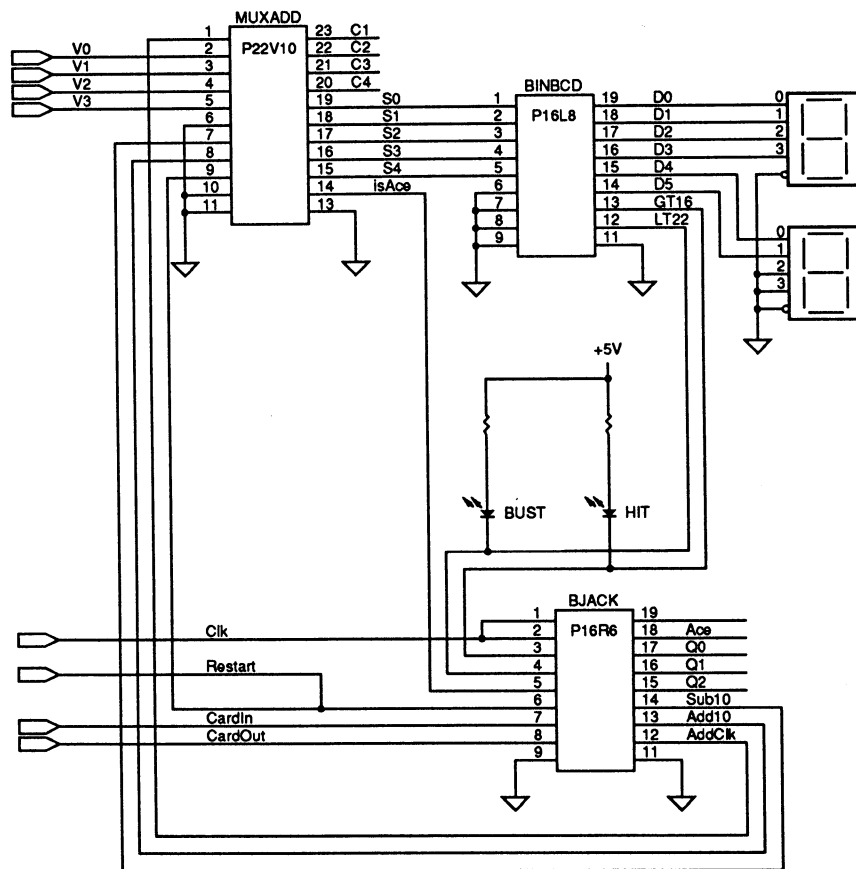 MUXADD
P22V10
1
2
3
4
5
6
7
8
9
10
11
23 C1
22 C2
21 C3
20 C4
19 S0
18 S1
17 S2
16 S3
15 S4
14 isAce
13
V0
V1
V2
V3
BINBCD
P16L8
1
2
3
4
5
6
7
8
9
19 D0
18 D1
17 D2
16 D3
15 D4
14 D5
13 GT16
12 LT22
11
0
1
2
3
0
1
2
3
+5V
BUST
HIT
BJACK
P16R6
1
2
3
4
5
6
7
8
9
19
18 Ace
17 Q0
16 Q1
15 Q2
14 Sub10
13 Add10
12 AddClk
11
Clk
Restart
CardIn
CardOut